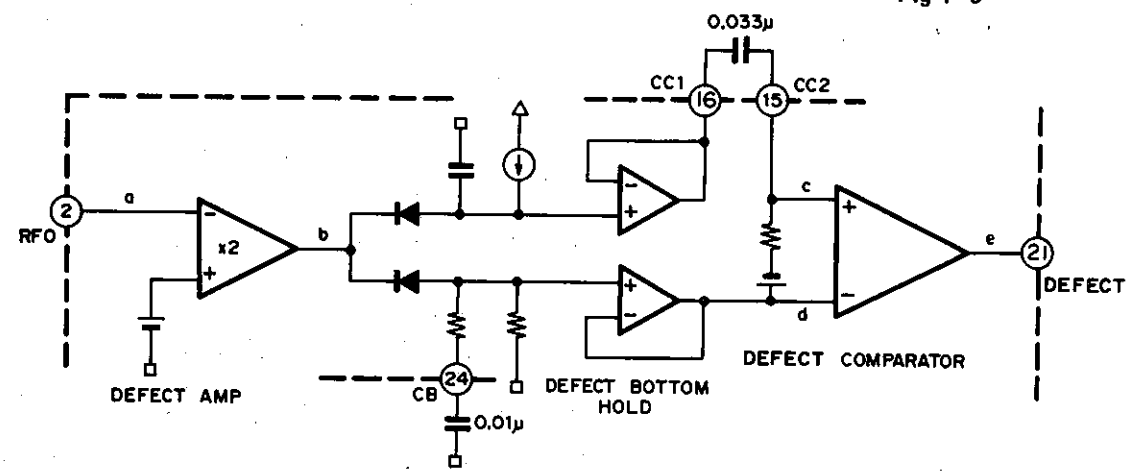 0.033µ
CC1
16
15
CC2
2
RFO
a
−
x2
+
b
−
+
c
+
e
21
DEFECT
+
−
d
−
DEFECT AMP
24
CB
0.01µ
DEFECT BOTTOM
HOLD
DEFECT COMPARATOR